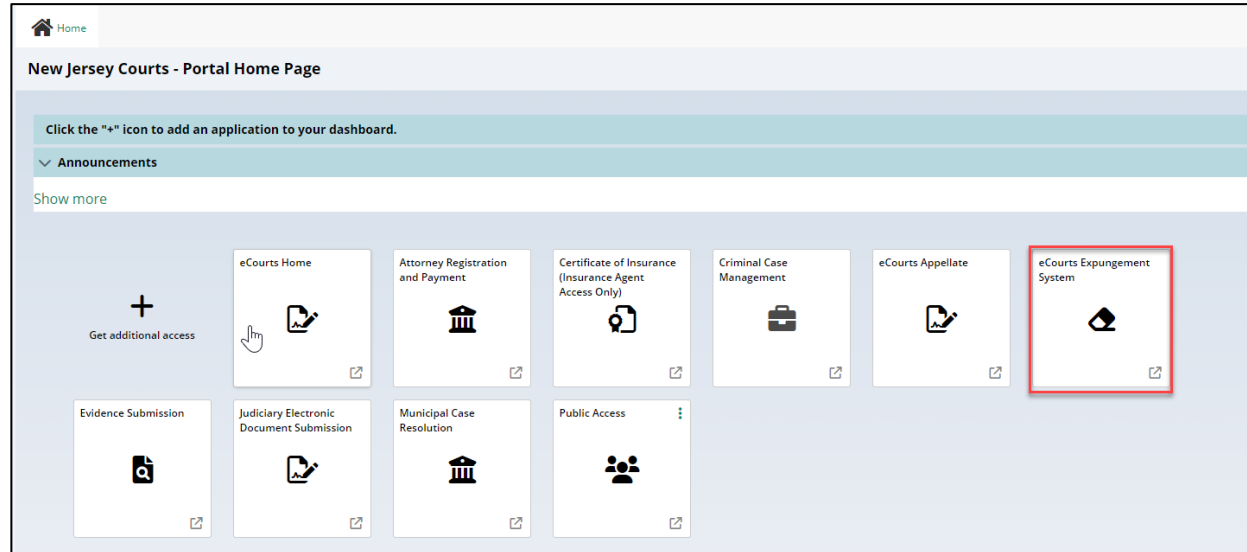 Home
New Jersey Courts - Portal Home Page
Click the "+" icon to add an application to your dashboard.
Announcements
Show more
Get additional access
eCourts Home
Attorney Registration
and Payment
Certificate of Insurance
(Insurance Agent
Access Only)
Criminal Case
Management
eCourts Appellate
eCourts Expungement
System
Evidence Submission
Judiciary Electronic
Document Submission
Municipal Case
Resolution
Public Access